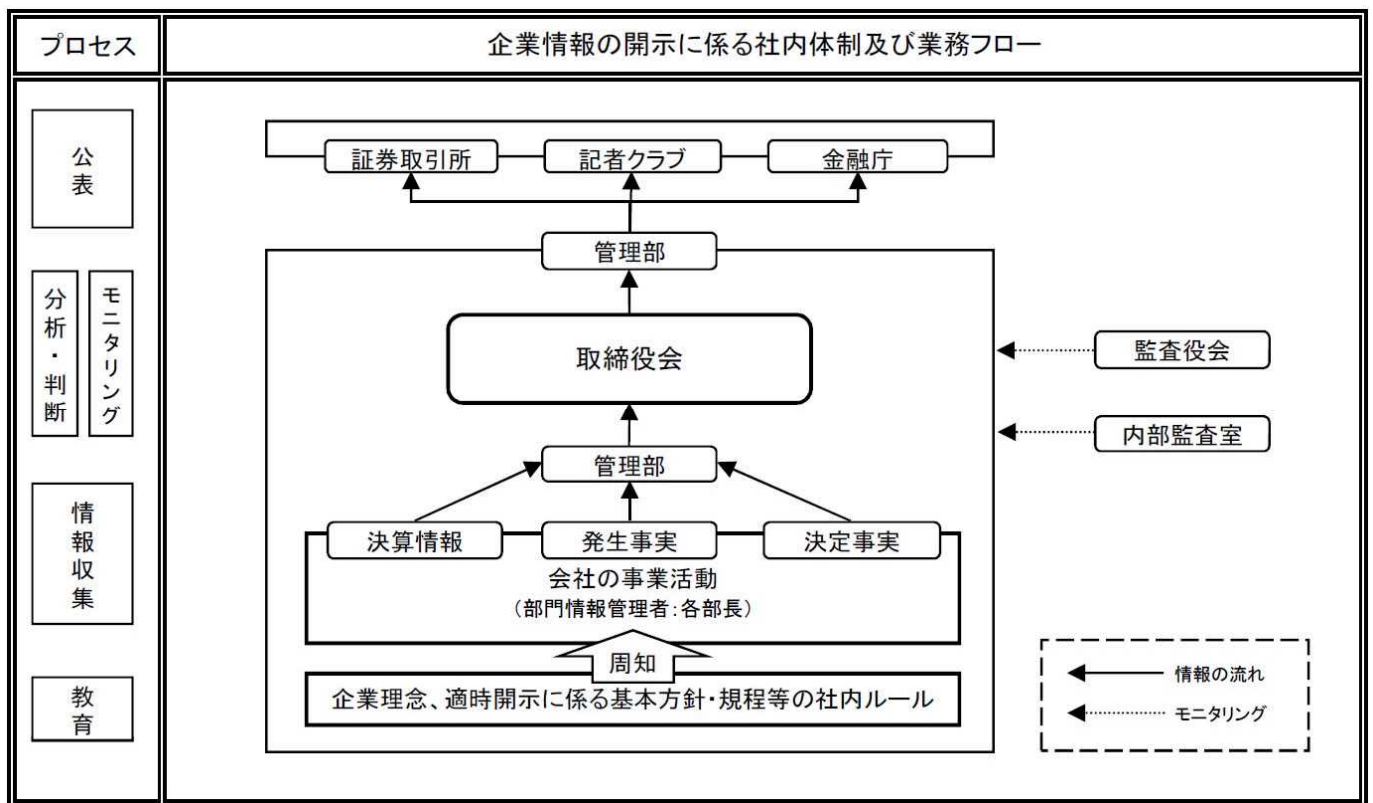 プロセス
企業情報の開示に係る社内体制及び業務フロー
公表
証券取引所
記者クラブ
金融庁
管理部
分析・判断
モニタリング
取締役会
監査役会
内部監査室
管理部
情報収集
決算情報
発生事実
決定事実
会社の事業活動
（部門情報管理者：各部長）
周知
教育
企業理念、適時開示に係る基本方針・規程等の社内ルール
情報の流れ
モニタリング